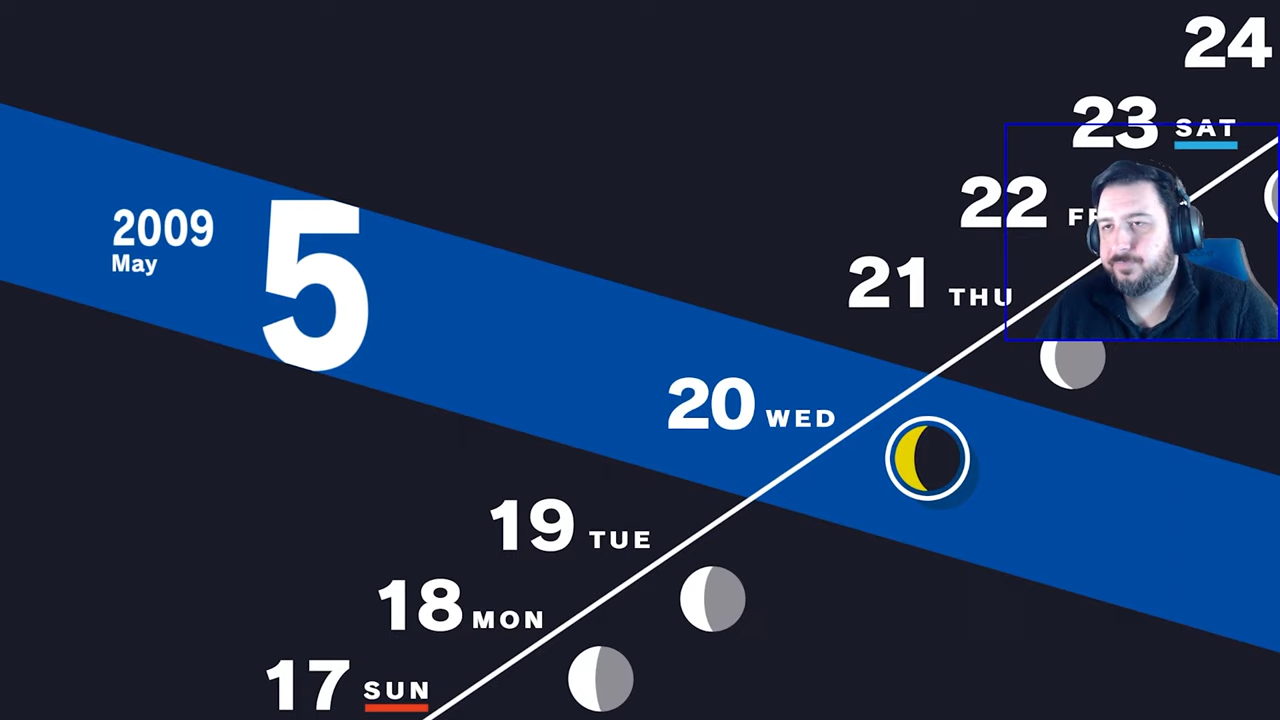 24
23 SAT
22
21 THU
2009
May
5
20 WED
19 TUE
18 MON
17 SUN